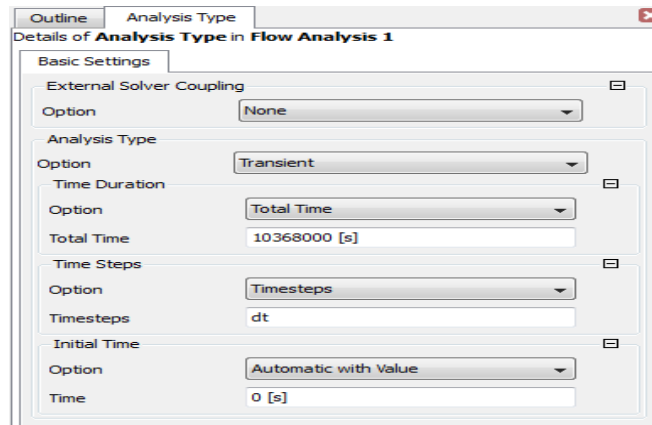 Outline Analysis Type
Details of Analysis Type in Flow Analysis 1
Basic Settings
External Solver Coupling
Option None
Analysis Type
Option Transient
Time Duration
Option Total Time
Total Time 10368000 [s]
Time Steps
Option Timesteps
Timesteps dt
Initial Time
Option Automatic with Value
Time 0 [s]